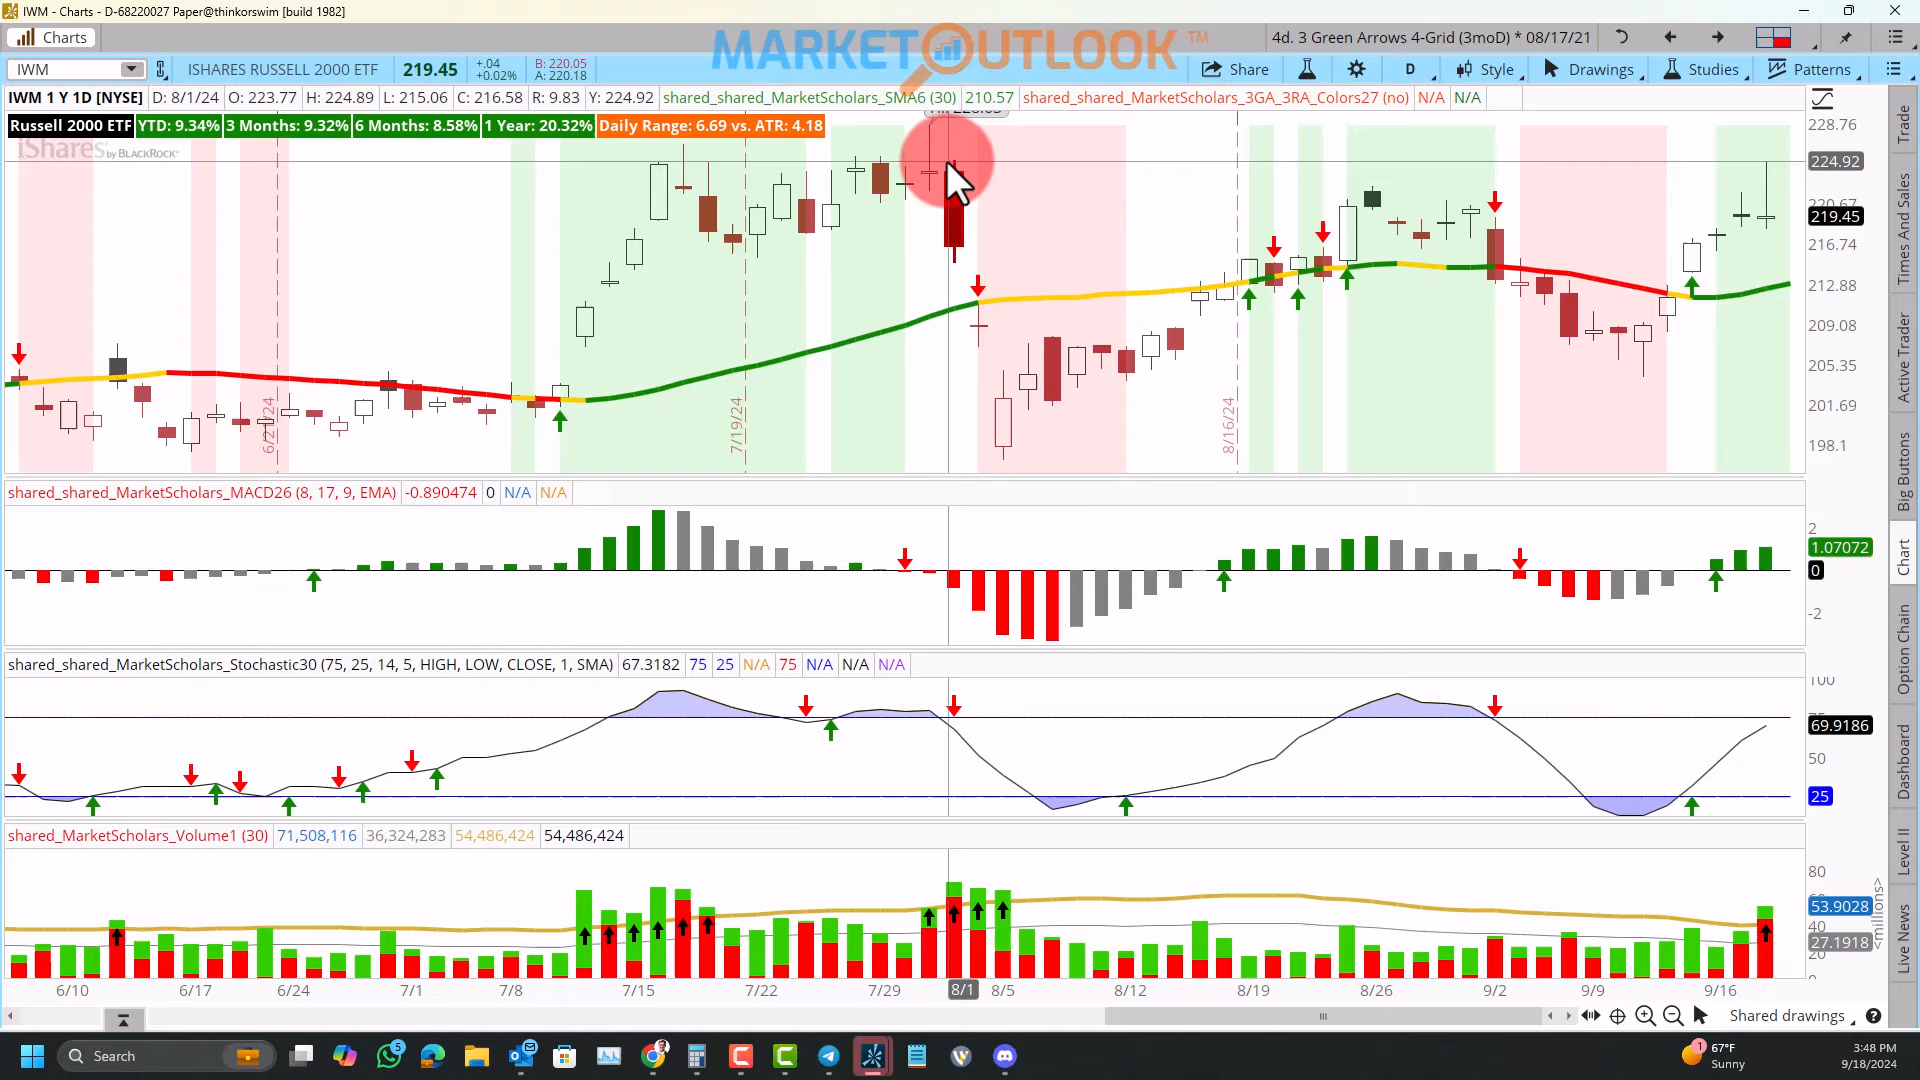 IWM - Charts - D-68220027 Paper@thinkorswim [build 1982]
Charts
MARKET OUTLOOK ™
4d. 3 Green Arrows 4-Grid (3moD) * 08/17/21
IWM
ISHARES RUSSELL 2000 ETF
219.45
+.04
+0.02%
B: 220.05
A: 220.18
Share
D
Style
Drawings
Studies
Patterns
IWM 1 Y 1D [NYSE] D: 8/1/24 O: 223.77 H: 224.89 L: 215.06 C: 216.58 R: 9.83 Y: 224.92 shared_shared_MarketScholars_SMA6 (30) 210.57 shared_shared_MarketScholars_3GA_3RA_Colors27 (no) N/A N/A
Russell 2000 ETF YTD: 9.34% 3 Months: 9.32% 6 Months: 8.58% 1 Year: 20.32% Daily Range: 6.69 vs. ATR: 4.18
iShares by BLACKROCK
228.76
224.92
220.67
219.45
216.74
212.88
209.08
205.35
201.69
198.1
6/21/24
7/19/24
8/16/24
shared_shared_MarketScholars_MACD26 (8, 17, 9, EMA) -0.890474 0 N/A N/A
2
1.07072
0
-2
shared_shared_MarketScholars_Stochastic30 (75, 25, 14, 5, HIGH, LOW, CLOSE, 1, SMA) 67.3182 75 25 N/A 75 N/A N/A N/A
100
69.9186
50
25
shared_MarketScholars_Volume1 (30) 71,508,116 36,324,283 54,486,424 54,486,424
80
53.9028
40
27.1918
20
<millions>
6/10 6/17 6/24 7/1 7/8 7/15 7/22 7/29 8/1 8/5 8/12 8/19 8/26 9/2 9/9 9/16
Shared drawings
Trade
Times And Sales
Active Trader
Big Buttons
Chart
Option Chain
Dashboard
Level II
Live News
Search
5
1
67°F
Sunny
3:48 PM
9/18/2024